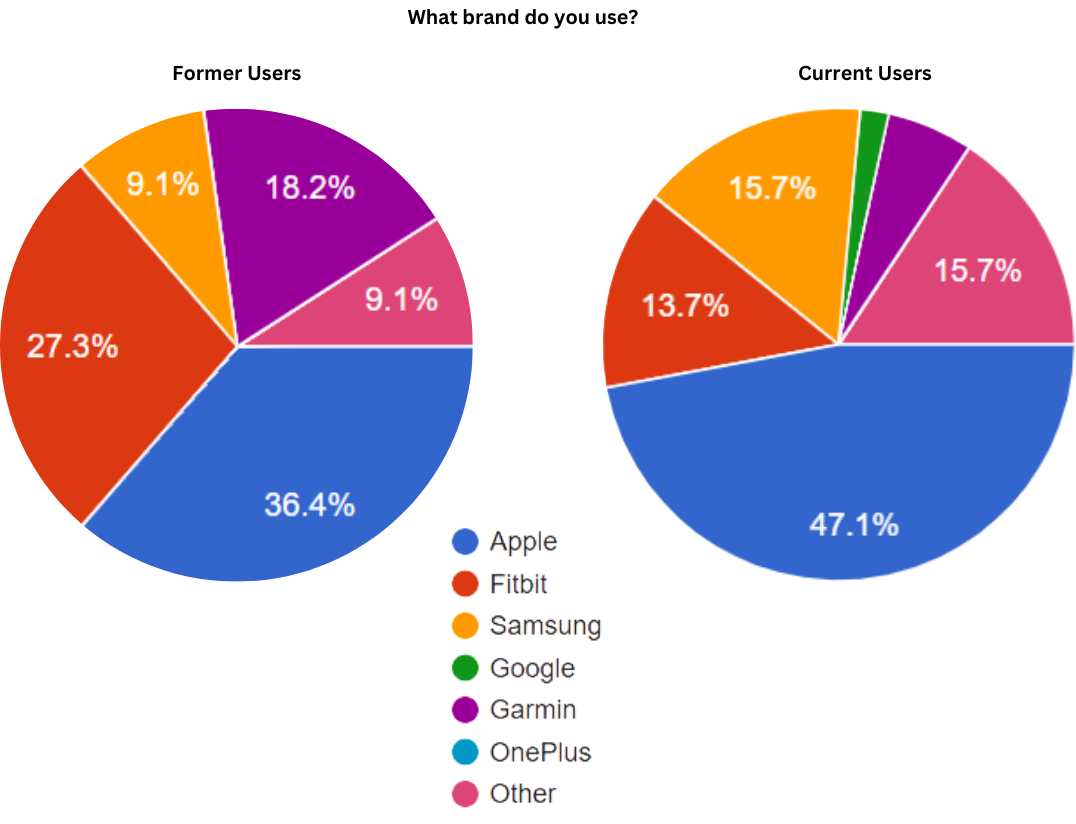 What brand do you use?
Former Users
Current Users
9.1%
18.2%
9.1%
27.3%
36.4%
15.7%
15.7%
13.7%
47.1%
Apple
Fitbit
Samsung
Google
Garmin
OnePlus
Other